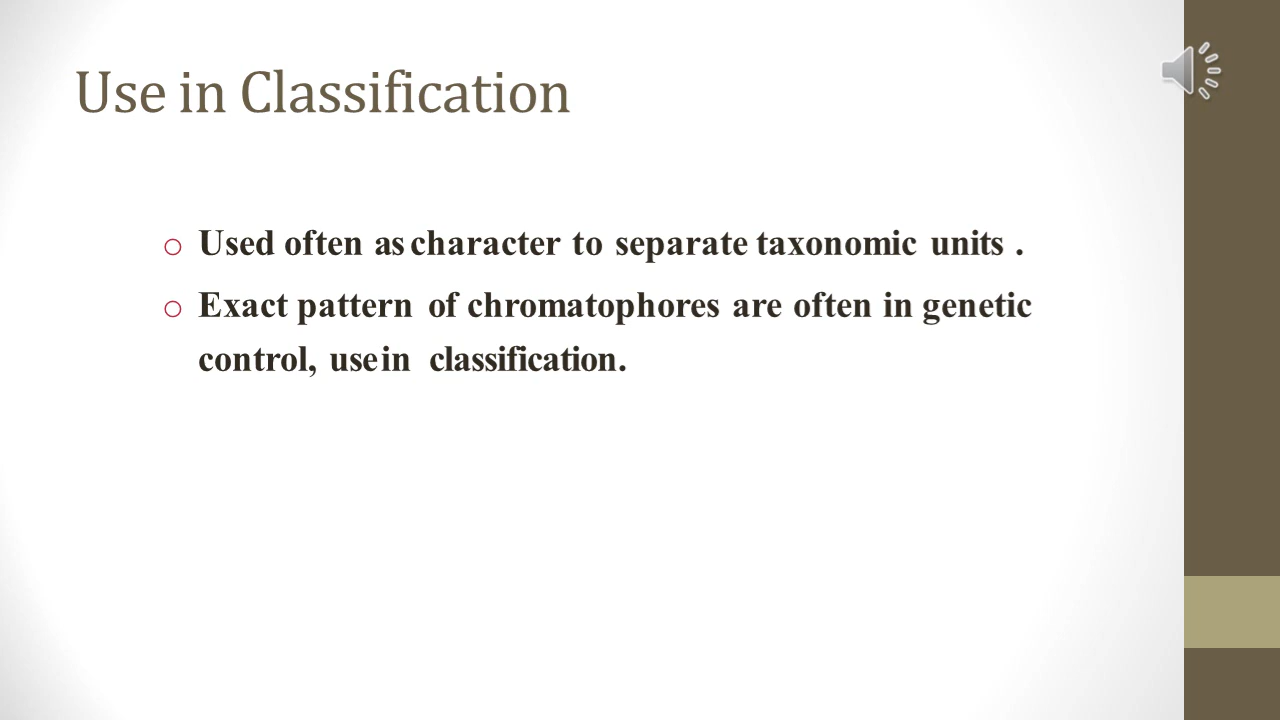 Use in Classification
Used often as character to separate taxonomic units .
Exact pattern of chromatophores are often in genetic
control, use in classification.